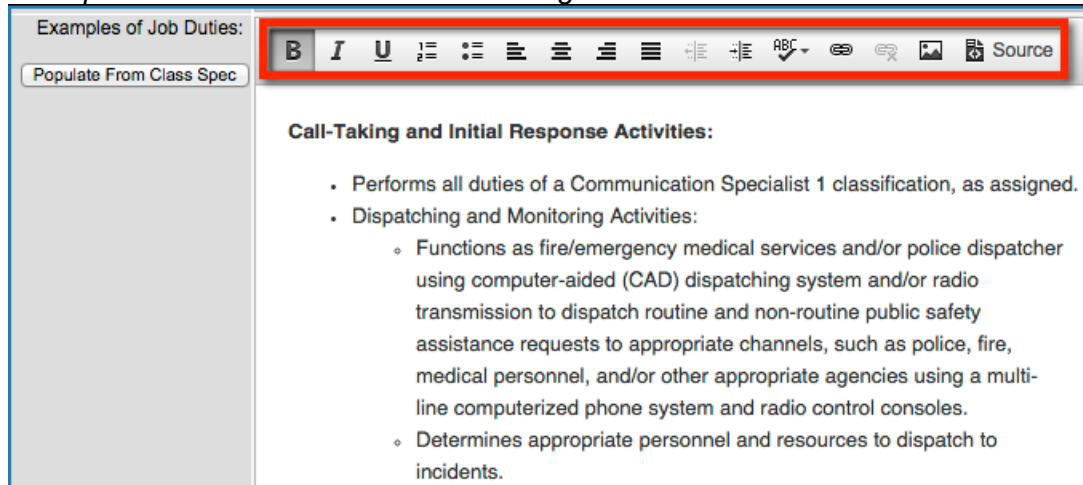 Examples of Job Duties:
Populate From Class Spec
B I U ABC Source
Call-Taking and Initial Response Activities:
• Performs all duties of a Communication Specialist 1 classification, as assigned.
• Dispatching and Monitoring Activities:
◦ Functions as fire/emergency medical services and/or police dispatcher
using computer-aided (CAD) dispatching system and/or radio
transmission to dispatch routine and non-routine public safety
assistance requests to appropriate channels, such as police, fire,
medical personnel, and/or other appropriate agencies using a multi-
line computerized phone system and radio control consoles.
◦ Determines appropriate personnel and resources to dispatch to
incidents.